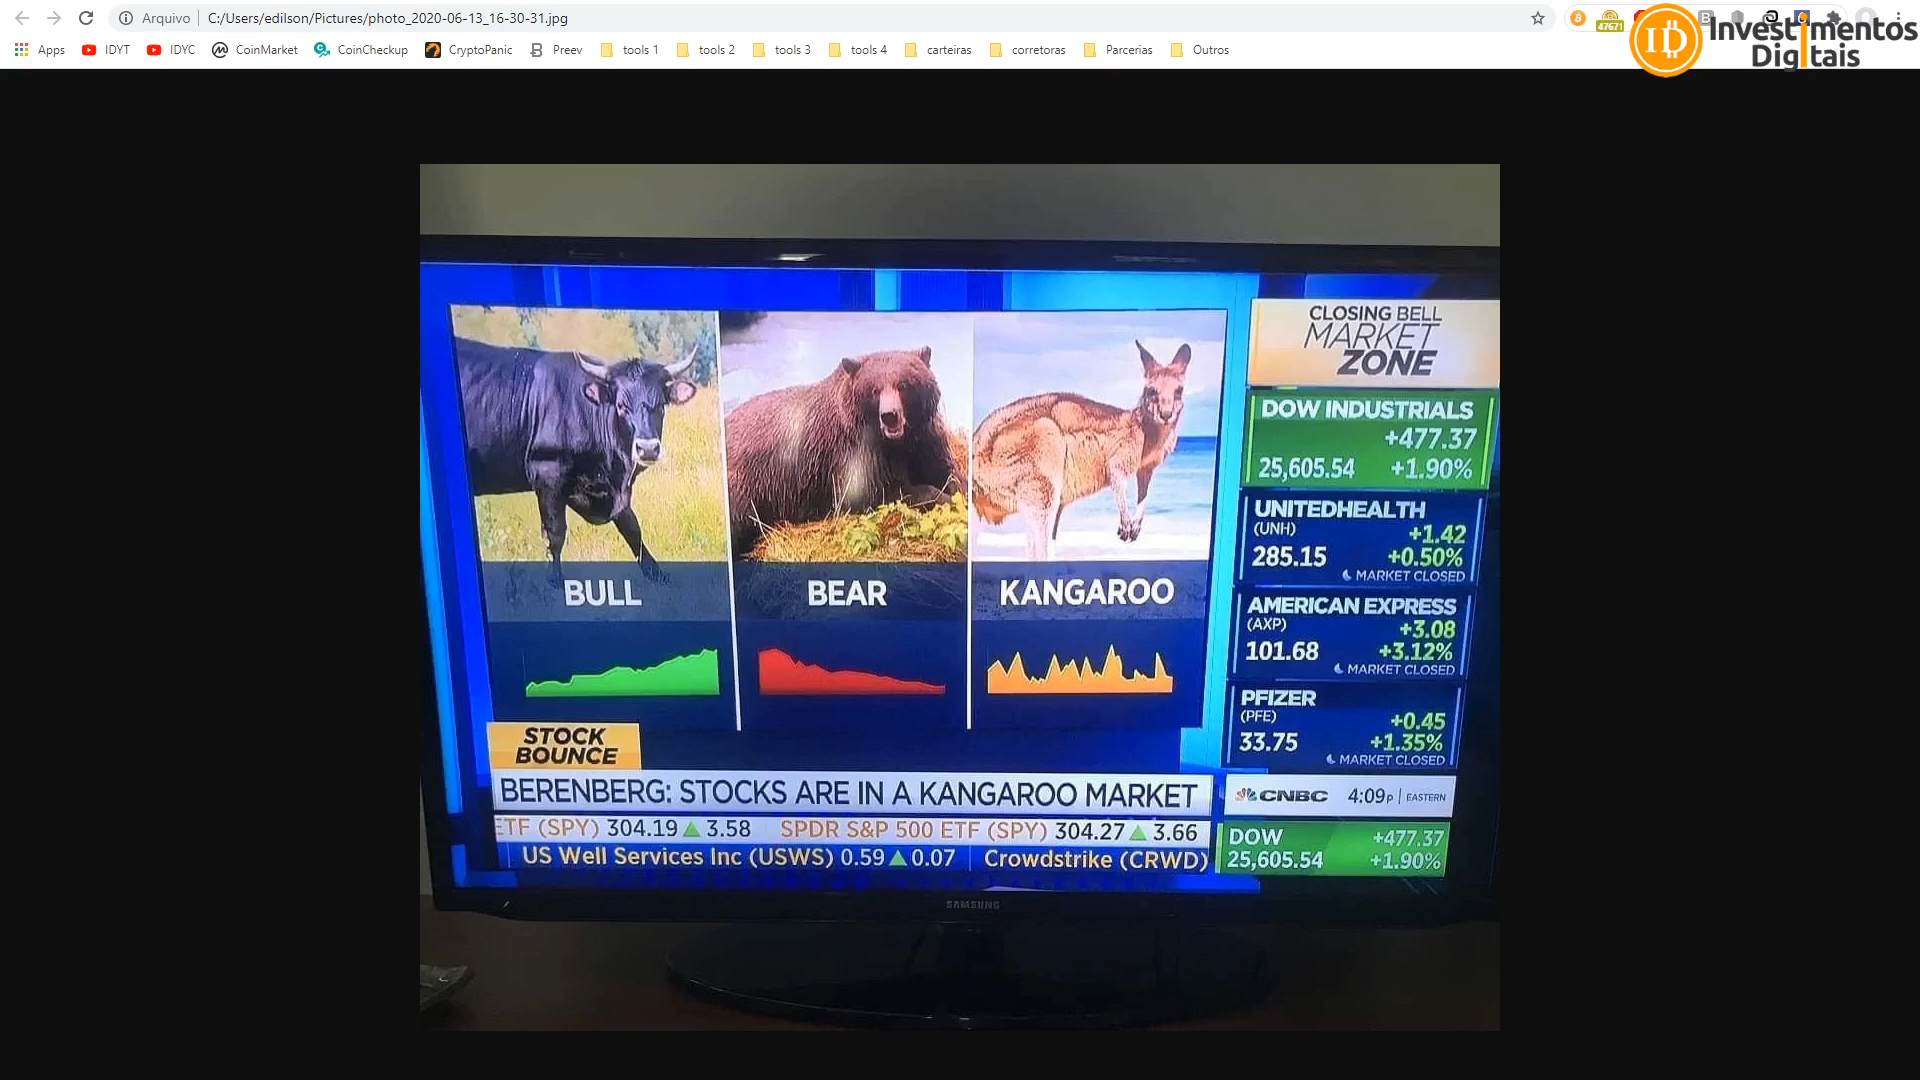 Arquivo
C:/Users/edilson/Pictures/photo_2020-06-13_16-30-31.jpg
47671
Apps
IDYT
IDYC
CoinMarket
CoinCheckup
CryptoPanic
Preev
tools 1
tools 2
tools 3
tools 4
carteiras
corretoras
Parcerias
Outros
ID
Investimentos
Digitais
BULL
BEAR
KANGAROO
STOCK
BOUNCE
BERENBERG: STOCKS ARE IN A KANGAROO MARKET
ETF (SPY) 304.19 ▲ 3.58 SPDR S&P 500 ETF (SPY) 304.27 ▲ 3.66
US Well Services Inc (USWS) 0.59 ▲ 0.07 Crowdstrike (CRWD)
CLOSING BELL
MARKET
ZONE
DOW INDUSTRIALS
+477.37
25,605.54 +1.90%
UNITEDHEALTH
(UNH) +1.42
285.15 +0.50%
MARKET CLOSED
AMERICAN EXPRESS
(AXP) +3.08
101.68 +3.12%
MARKET CLOSED
PFIZER
(PFE) +0.45
33.75 +1.35%
MARKET CLOSED
CNBC 4:09P EASTERN
DOW +477.37
25,605.54 +1.90%
SAMSUNG